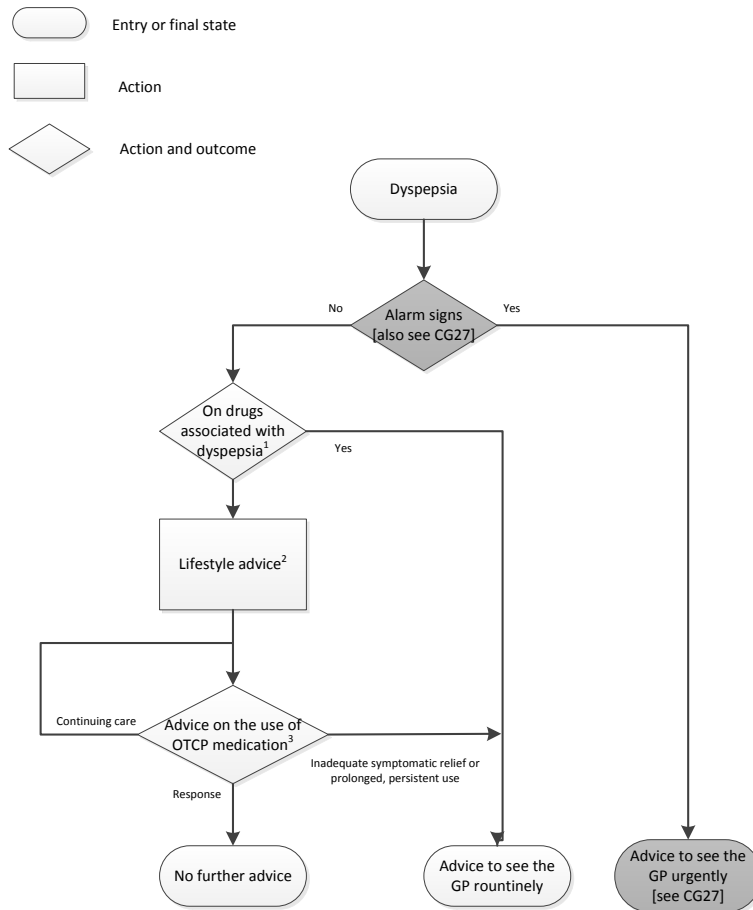 Entry or final state
Action
Action and outcome
Dyspepsia
No
Yes
Alarm signs
[also see CG27]
On drugs
associated with
dyspepsia1
Yes
Lifestyle advice2
Continuing care
Advice on the use of
OTCP medication3
Inadequate symptomatic relief or
prolonged, persistent use
Response
No further advice
Advice to see the
GP rountinely
Advice to see the
GP urgently
[see CG27]